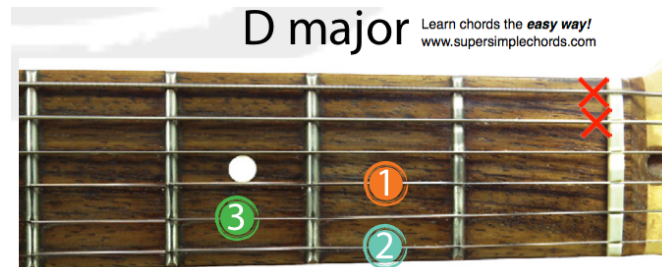 D major
Learn chords the easy way!
www.supersimplechords.com
1
3
2